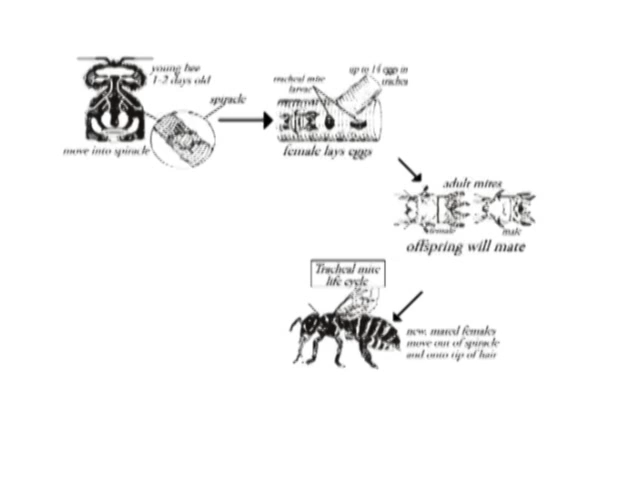 young bee
1-2 days old
spiracle
move into spiracle
tracheal mite
larvae
up to 14 eggs in
trachea
female lays eggs
adult mites
female
male
offspring will mate
Tracheal mite
life cycle
new, mated females
move out of spiracle
and onto tip of hair